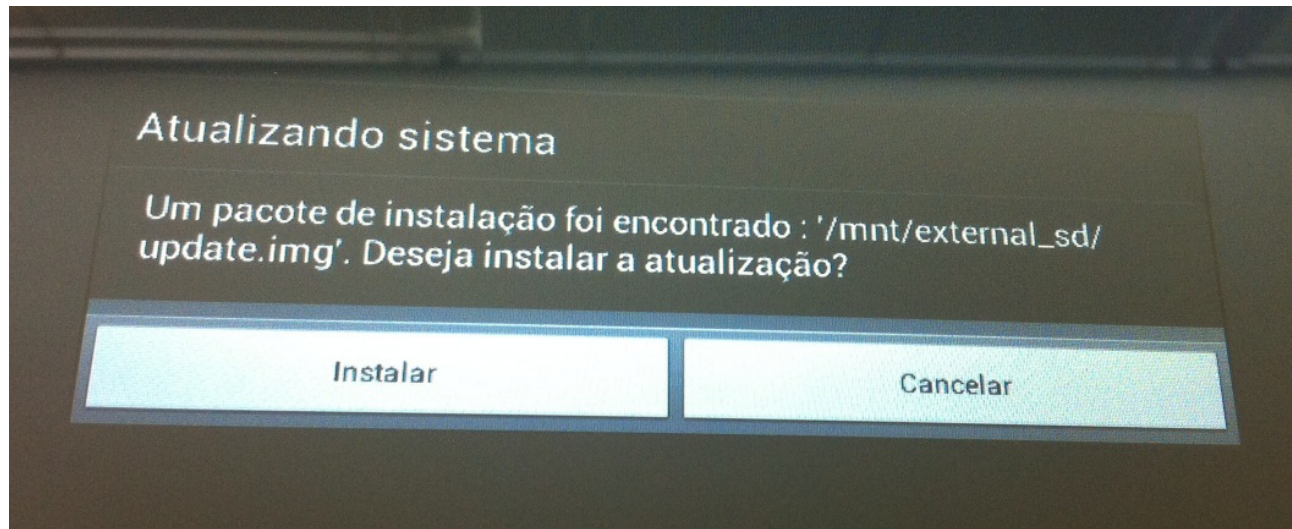 Atualizando sistema
Um pacote de instalação foi encontrado : '/mnt/external_sd/
update.img'. Deseja instalar a atualização?
Instalar
Cancelar